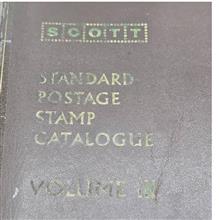 SCOTT
STANDARD
POSTAGE
STAMP
CATALOGUE
VOLUME